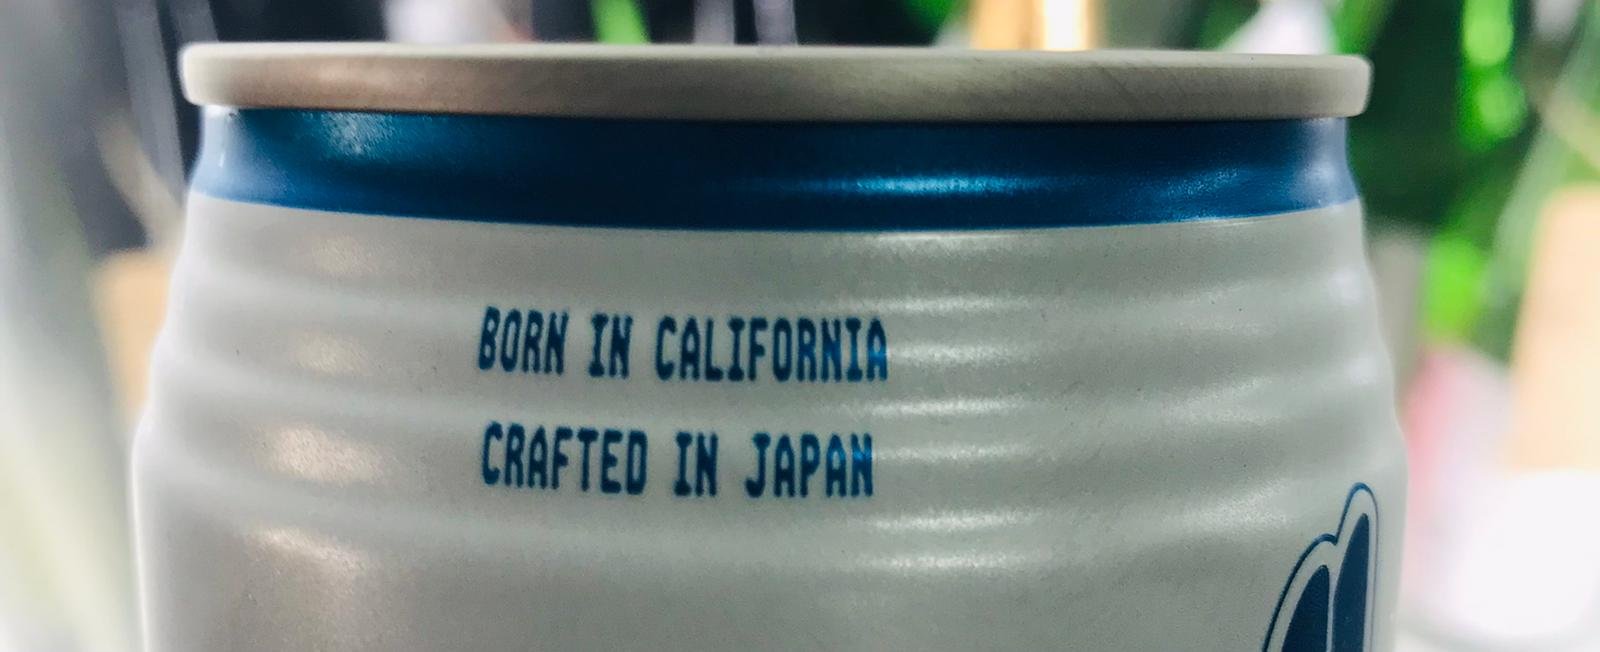 BORN IN CALIFORNIA
CRAFTED IN JAPAN